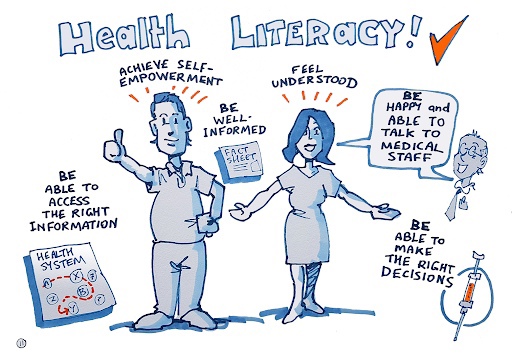 Health Literacy!
ACHIEVE SELF-
EMPOWERMENT
FEEL
UNDERSTOOD
BE
WELL-
INFORMED
FACT
SHEET
BE
HAPPY and
ABLE TO
TALK TO
MEDICAL
STAFF
BE
ABLE TO
ACCESS
THE RIGHT
INFORMATION
HEALTH
SYSTEM
BE
ABLE TO
MAKE
THE RIGHT
DECISIONS